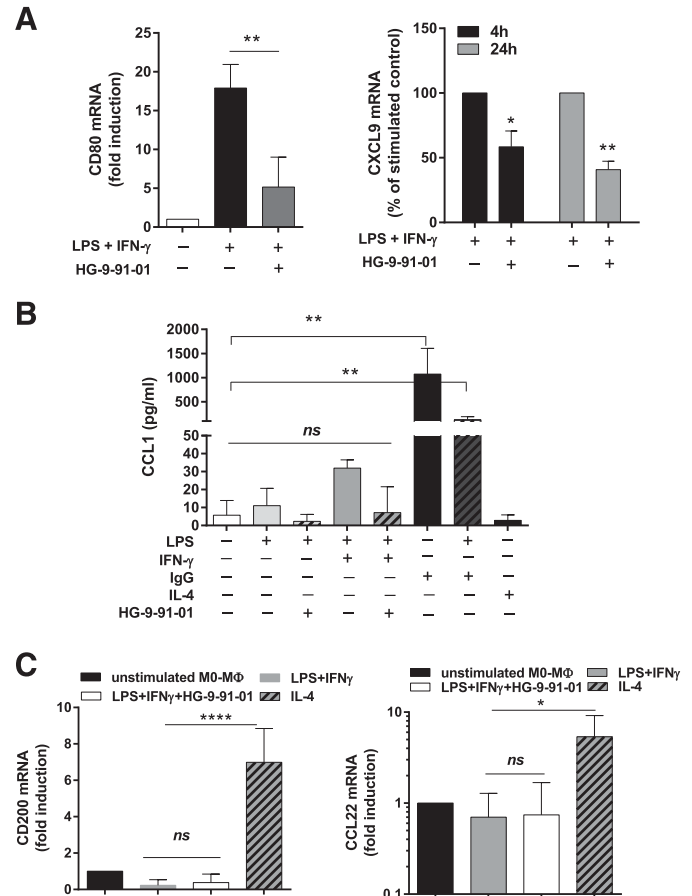 A
CD80 mRNA
(fold induction)
25
20
15
10
5
0
**
LPS + IFN-γ – + +
HG-9-91-01 – – +
CXCL9 mRNA
(% of stimulated control)
150
100
50
0
4h
24h
*
**
LPS + IFN-γ + + + +
HG-9-91-01 – + – +
B
CCL1 (pg/ml)
2000
1500
1000
500
50
40
30
20
10
0
**
**
ns
LPS – + + + + – + –
IFN-γ – – – + + – – –
IgG – – – – – + + –
IL-4 – – – – – – – +
HG-9-91-01 – – + – + – – –
C
unstimulated M0-MΦ LPS+IFNγ
LPS+IFNγ+HG-9-91-01 IL-4
CD200 mRNA
(fold induction)
10
8
6
4
2
0
****
ns
unstimulated M0-MΦ LPS+IFNγ
LPS+IFNγ+HG-9-91-01 IL-4
CCL22 mRNA
(fold induction)
10
1
0.1
*
ns